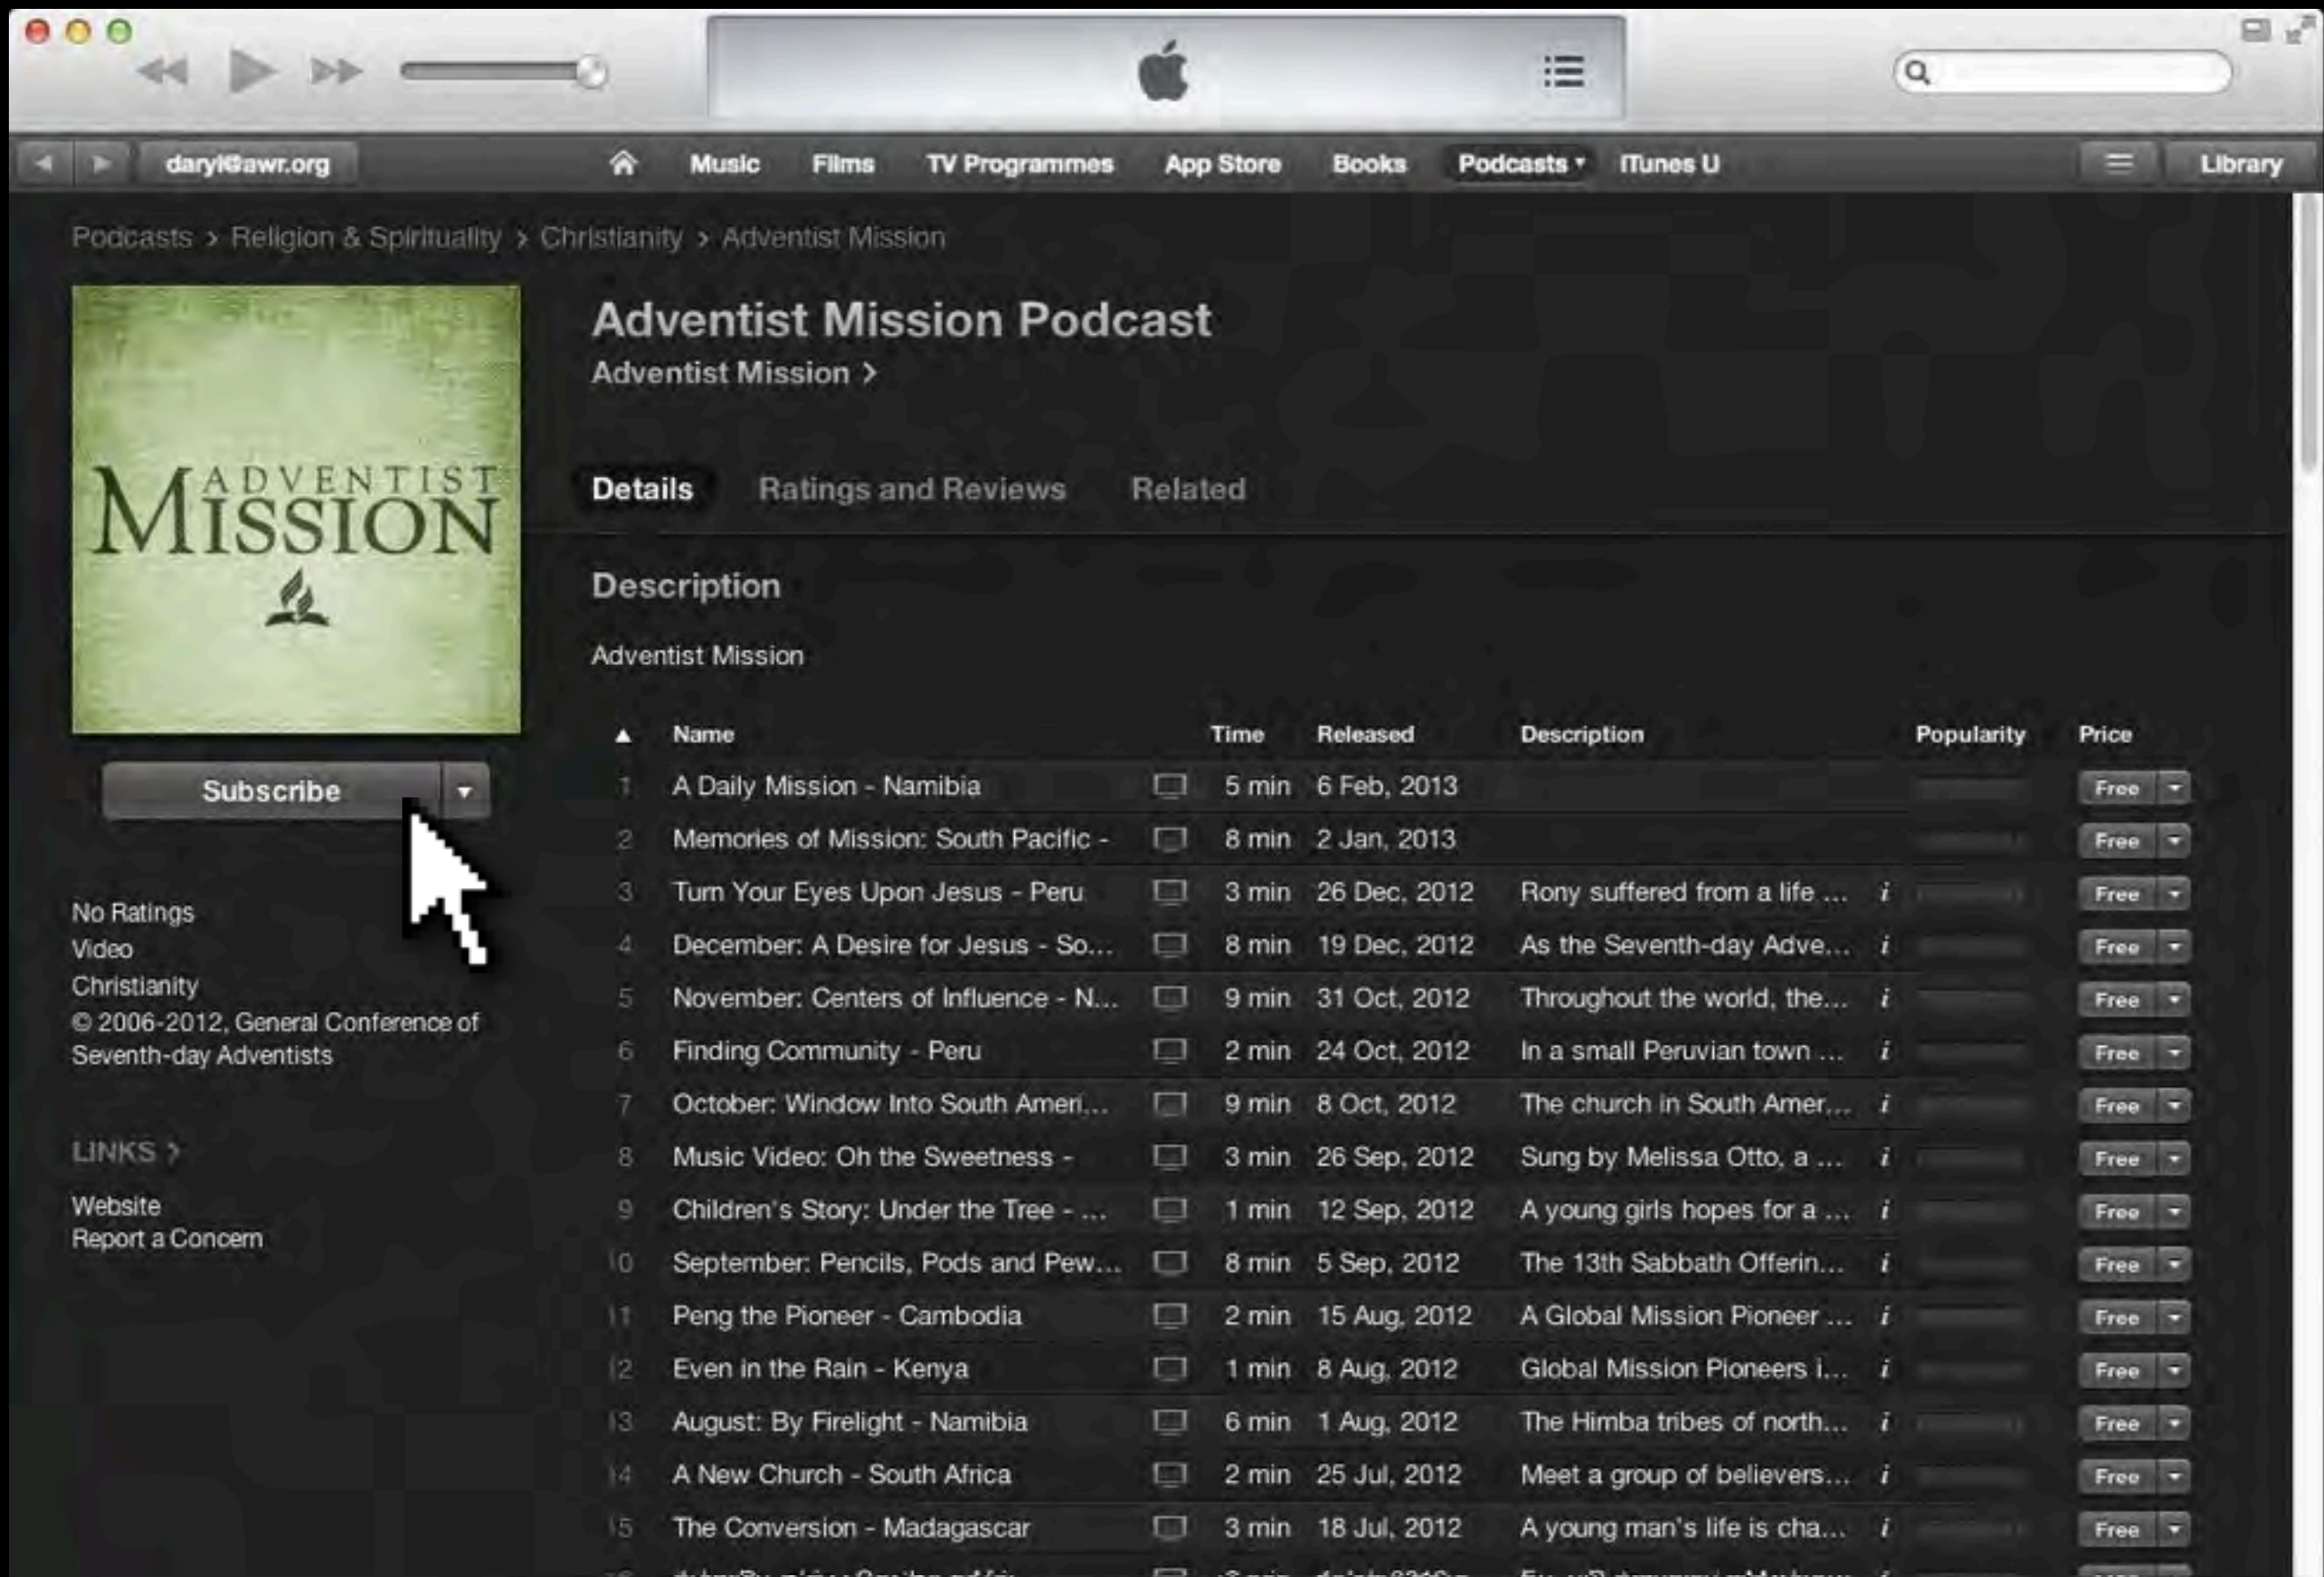 daryl@awr.org Music Films TV Programmes App Store Books Podcasts iTunes U Library
Podcasts > Religion & Spirituality > Christianity > Adventist Mission
Adventist Mission Podcast
Adventist Mission >
ADVENTIST
MISSION
Details Ratings and Reviews Related
Description
Adventist Mission
Name Time Released Description Popularity Price
1 A Daily Mission - Namibia 5 min 6 Feb, 2013 Free
2 Memories of Mission: South Pacific - 8 min 2 Jan, 2013 Free
3 Turn Your Eyes Upon Jesus - Peru 3 min 26 Dec, 2012 Rony suffered from a life ... i Free
4 December: A Desire for Jesus - So... 8 min 19 Dec, 2012 As the Seventh-day Adve... i Free
5 November: Centers of Influence - N... 9 min 31 Oct, 2012 Throughout the world, the... i Free
6 Finding Community - Peru 2 min 24 Oct, 2012 In a small Peruvian town ... i Free
7 October: Window Into South Ameri... 9 min 8 Oct, 2012 The church in South Amer... i Free
8 Music Video: Oh the Sweetness - 3 min 26 Sep, 2012 Sung by Melissa Otto, a ... i Free
9 Children's Story: Under the Tree - ... 1 min 12 Sep, 2012 A young girls hopes for a ... i Free
10 September: Pencils, Pods and Pew... 8 min 5 Sep, 2012 The 13th Sabbath Offerin... i Free
11 Peng the Pioneer - Cambodia 2 min 15 Aug, 2012 A Global Mission Pioneer ... i Free
12 Even in the Rain - Kenya 1 min 8 Aug, 2012 Global Mission Pioneers i... i Free
13 August: By Firelight - Namibia 6 min 1 Aug, 2012 The Himba tribes of north... i Free
14 A New Church - South Africa 2 min 25 Jul, 2012 Meet a group of believers... i Free
15 The Conversion - Madagascar 3 min 18 Jul, 2012 A young man's life is cha... i Free
Subscribe
No Ratings
Video
Christianity
© 2006-2012, General Conference of
Seventh-day Adventists
LINKS >
Website
Report a Concern